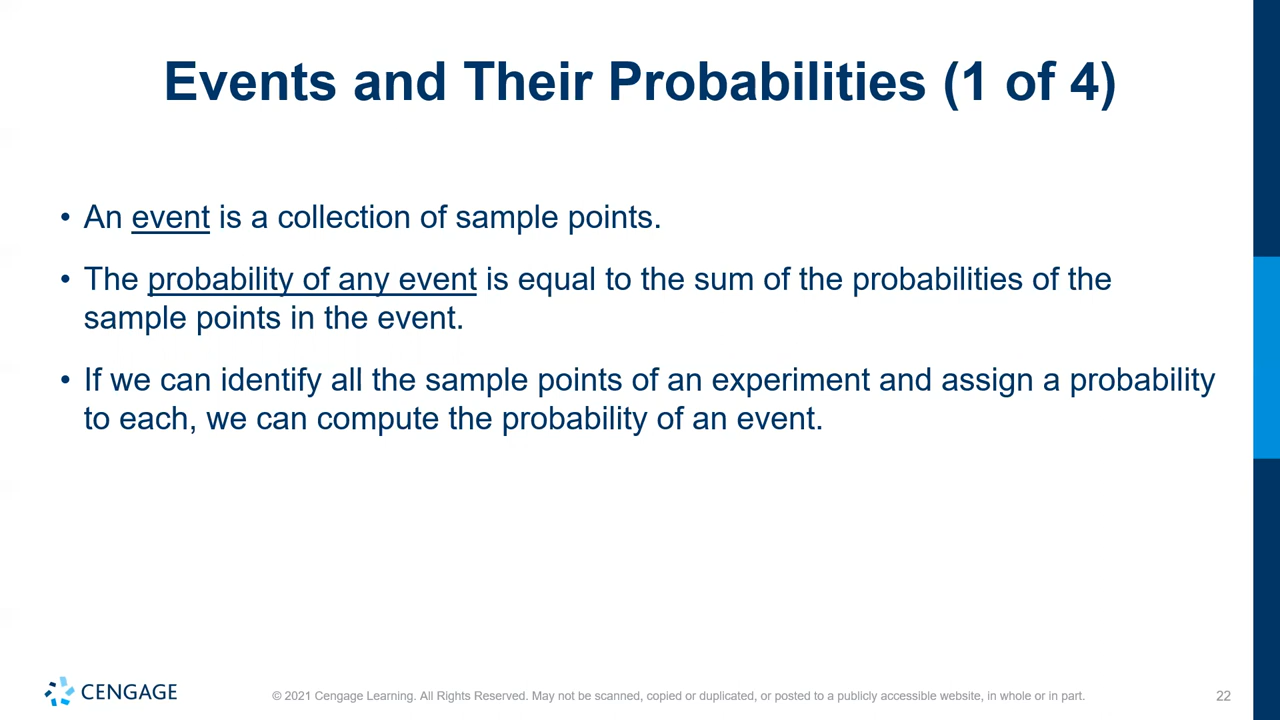 Events and Their Probabilities (1 of 4)
• An event is a collection of sample points.
• The probability of any event is equal to the sum of the probabilities of the
sample points in the event.
• If we can identify all the sample points of an experiment and assign a probability
to each, we can compute the probability of an event.
CENGAGE
© 2021 Cengage Learning. All Rights Reserved. May not be scanned, copied or duplicated, or posted to a publicly accessible website, in whole or in part.
22